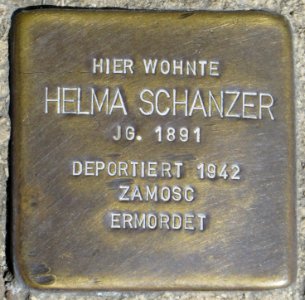 HIER WOHNTE
HELMA SCHANZER
JG. 1891
DEPORTIERT 1942
ZAMOSC
ERMORDET